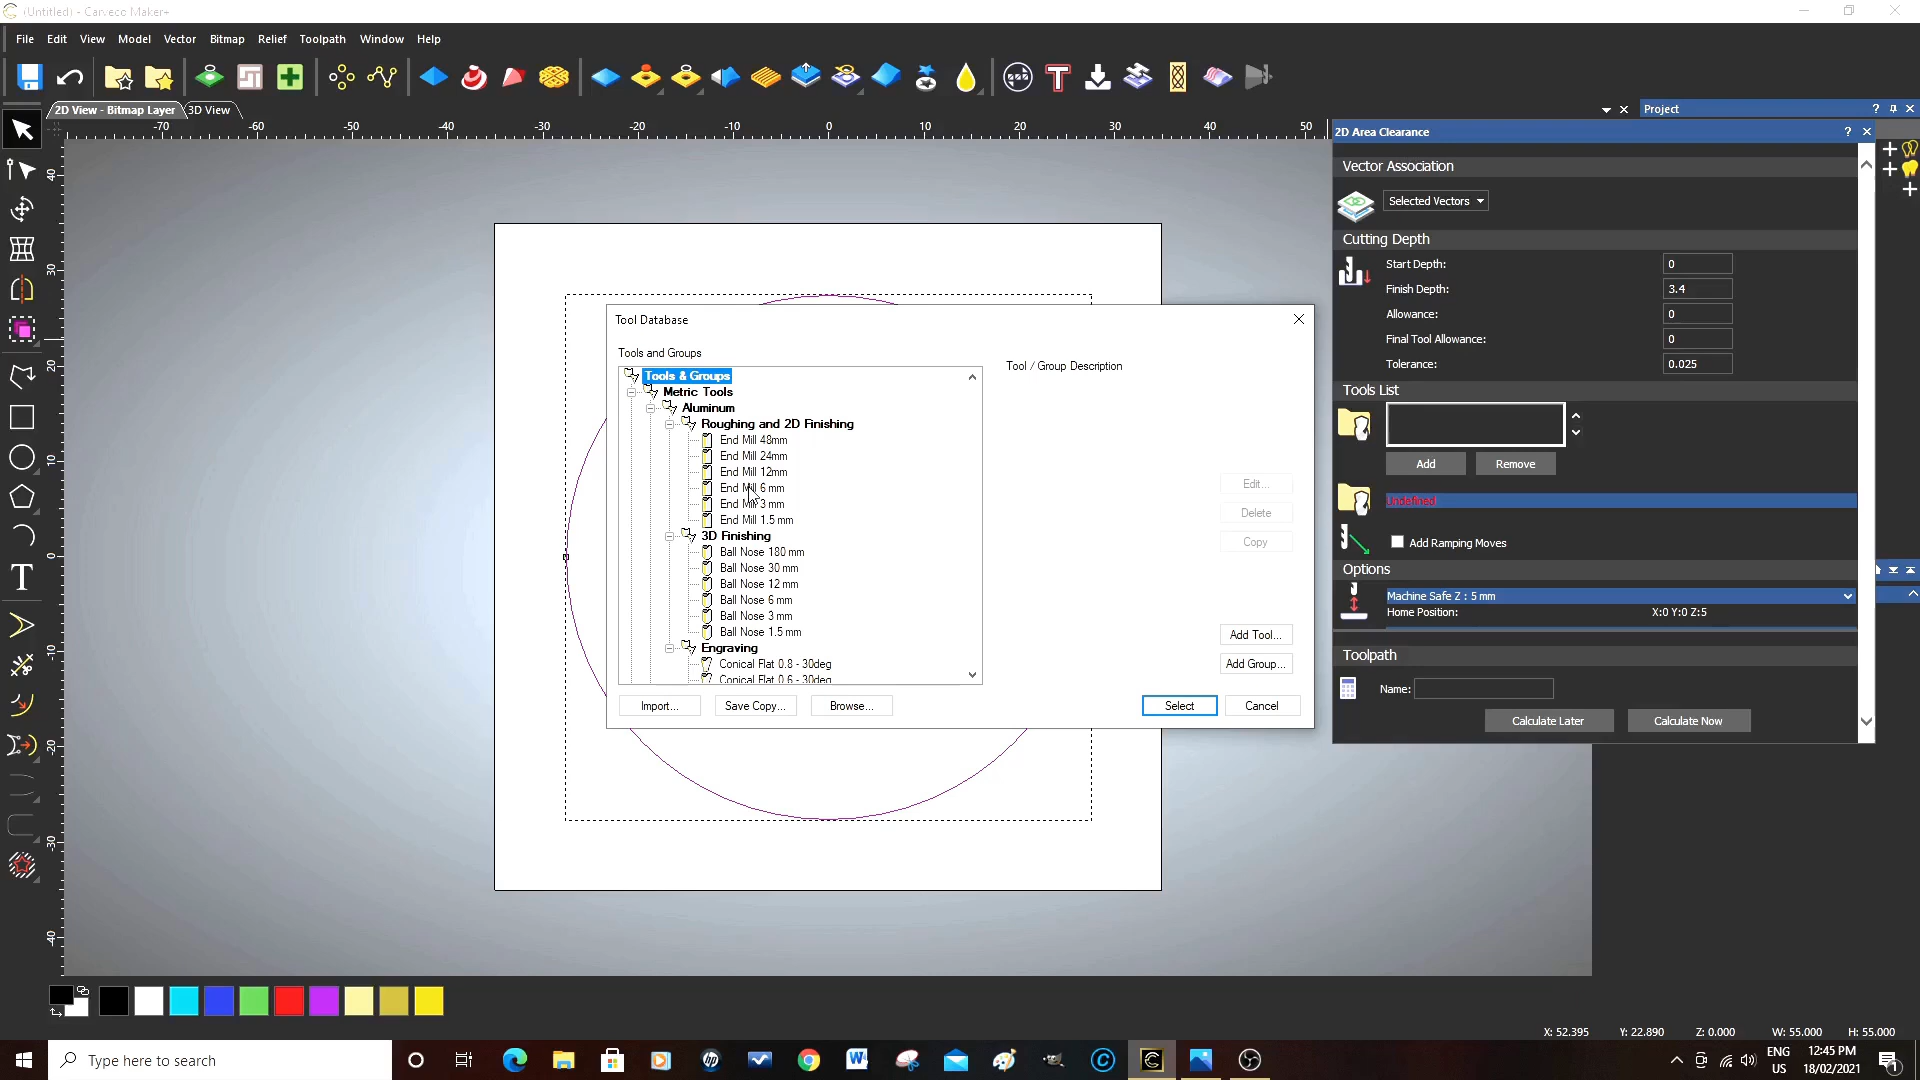 (Untitled) - Carveco Maker+
File Edit View Model Vector Bitmap Relief Toolpath Window Help
2D View - Bitmap Layer 3D View
Project
-70 -60 -50 -40 -30 -20 -10 0 10 20 30 40 50
40
30
20
10
0
-10
-20
-30
-40
T
Tool Database
Tools and Groups
Tool / Group Description
Tools & Groups
Metric Tools
Aluminum
Roughing and 2D Finishing
End Mill 48mm
End Mill 24mm
End Mill 12mm
End Mill 6 mm
End Mill 3 mm
End Mill 1.5 mm
3D Finishing
Ball Nose 180 mm
Ball Nose 30 mm
Ball Nose 12 mm
Ball Nose 6 mm
Ball Nose 3 mm
Ball Nose 1.5 mm
Engraving
Conical Flat 0.8 - 30deg
Conical Flat 0.6 - 30deg
Edit...
Delete
Copy
Add Tool...
Add Group...
Import... Save Copy... Browse... Select Cancel
2D Area Clearance
Vector Association
Selected Vectors
Cutting Depth
Start Depth: 0
Finish Depth: 3.4
Allowance: 0
Final Tool Allowance: 0
Tolerance: 0.025
Tools List
Add Remove
Undefined
Add Ramping Moves
Options
Machine Safe Z : 5 mm
Home Position: X:0 Y:0 Z:5
Toolpath
Name:
Calculate Later Calculate Now
X: 52.395 Y: 22.890 Z: 0.000 W: 55.000 H: 55.000
Type here to search
ENG
US
12:45 PM
18/02/2021
1